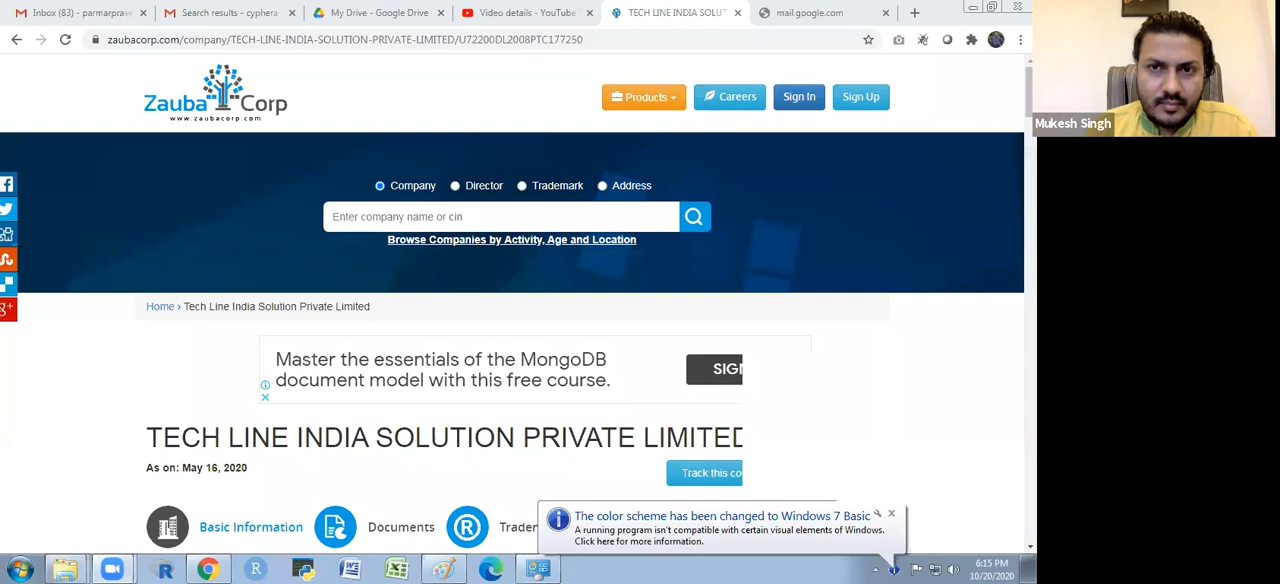 Inbox (83) - parmarprave
Search results - cyphera
My Drive - Google Drive
Video details - YouTube
TECH LINE INDIA SOLUT
mail.google.com
zaubacorp.com/company/TECH-LINE-INDIA-SOLUTION-PRIVATE-LIMITED/U72200DL2008PTC177250
Zauba Corp
www.zaubacorp.com
Products
Careers
Sign In
Sign Up
Mukesh Singh
Company
Director
Trademark
Address
Enter company name or cin
Browse Companies by Activity, Age and Location
Home › Tech Line India Solution Private Limited
Master the essentials of the MongoDB
document model with this free course.
SIGN
TECH LINE INDIA SOLUTION PRIVATE LIMITED
As on: May 16, 2020
Track this co
Basic Information
Documents
Trader
The color scheme has been changed to Windows 7 Basic
A running program isn't compatible with certain visual elements of Windows.
Click here for more information.
6:15 PM
10/20/2020